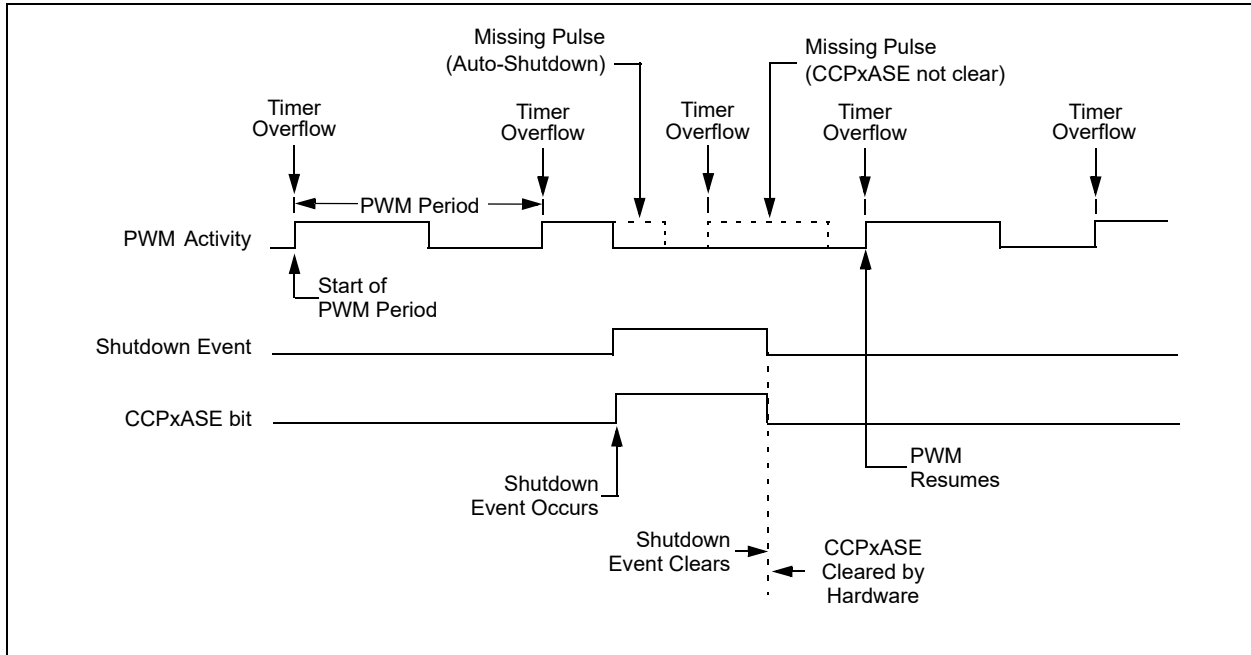 Missing Pulse
(Auto-Shutdown)
Missing Pulse
(CCPxASE not clear)
Timer
Overflow
Timer
Overflow
Timer
Overflow
Timer
Overflow
Timer
Overflow
PWM Period
PWM Activity
Start of
PWM Period
Shutdown Event
CCPxASE bit
Shutdown
Event Occurs
PWM
Resumes
Shutdown
Event Clears
CCPxASE
Cleared by
Hardware